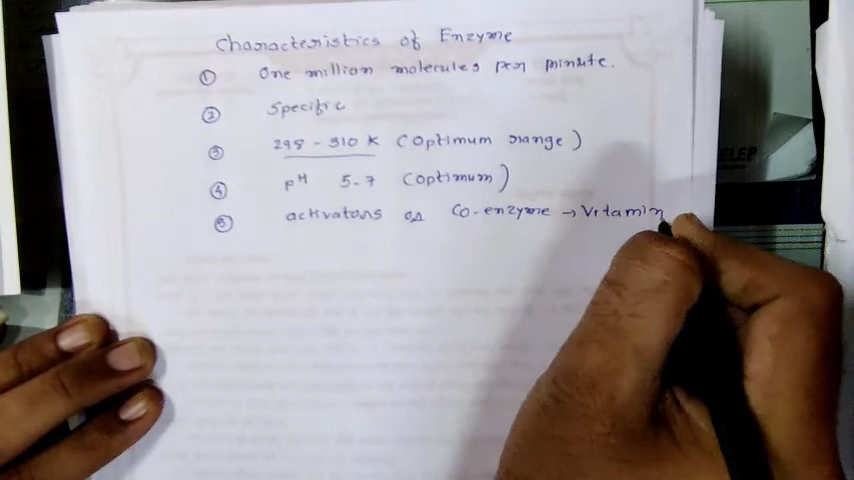 Characteristics of Enzyme
① One million molecules per minute.
② Specific
③ 298 - 310 K (Optimum range)
④ pH 5-7 (Optimum)
⑤ activators or Co-enzyme → Vitamin
ELEP